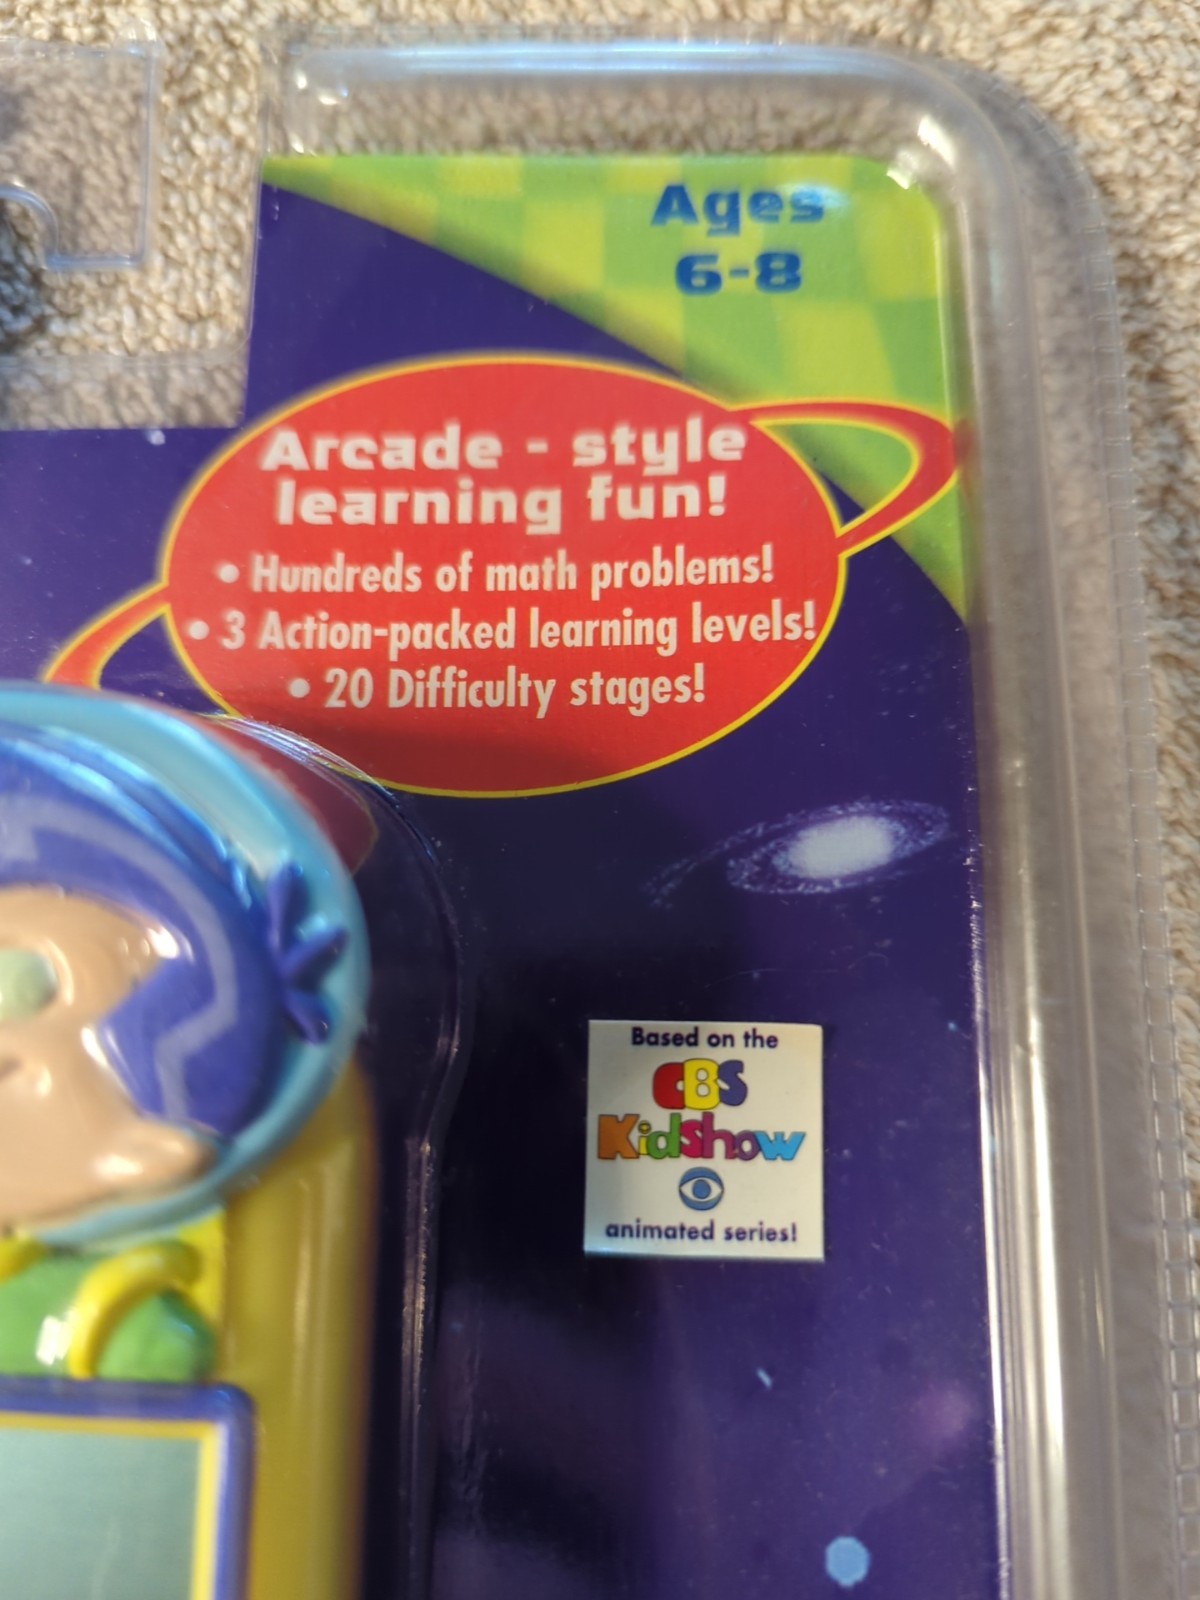 Ages
6-8
Arcade - style
learning fun!
• Hundreds of math problems!
• 3 Action-packed learning levels!
• 20 Difficulty stages!
Based on the
CBS
Kidshow
animated series!